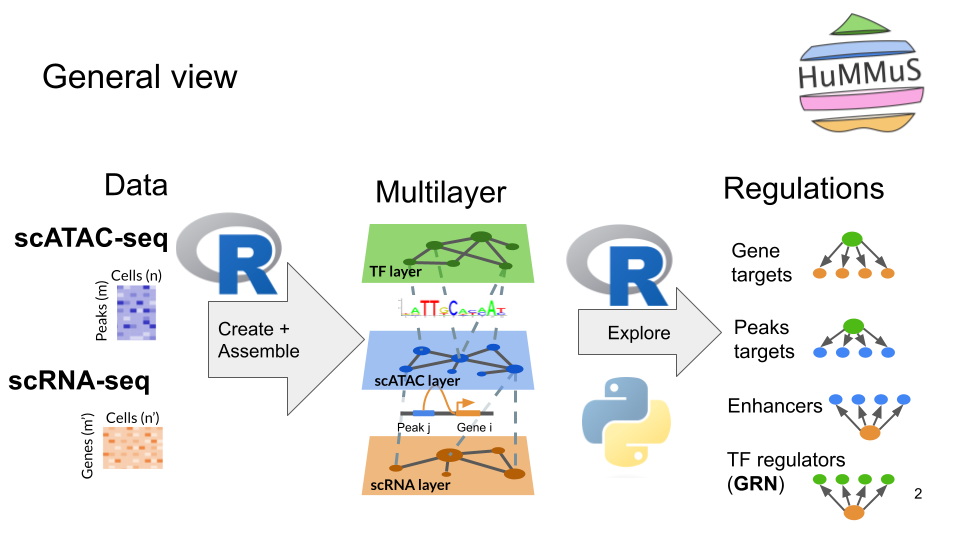 General view
HuMMuS
Data
Multilayer
Regulations
scATAC-seq
Cells (n)
Peaks (m)
scRNA-seq
Cells (n')
Genes (m')
R
Create +
Assemble
TF layer
scATAC layer
Peak j
Gene i
scRNA layer
R
Explore
Gene
targets
Peaks
targets
Enhancers
TF regulators
(GRN)
2